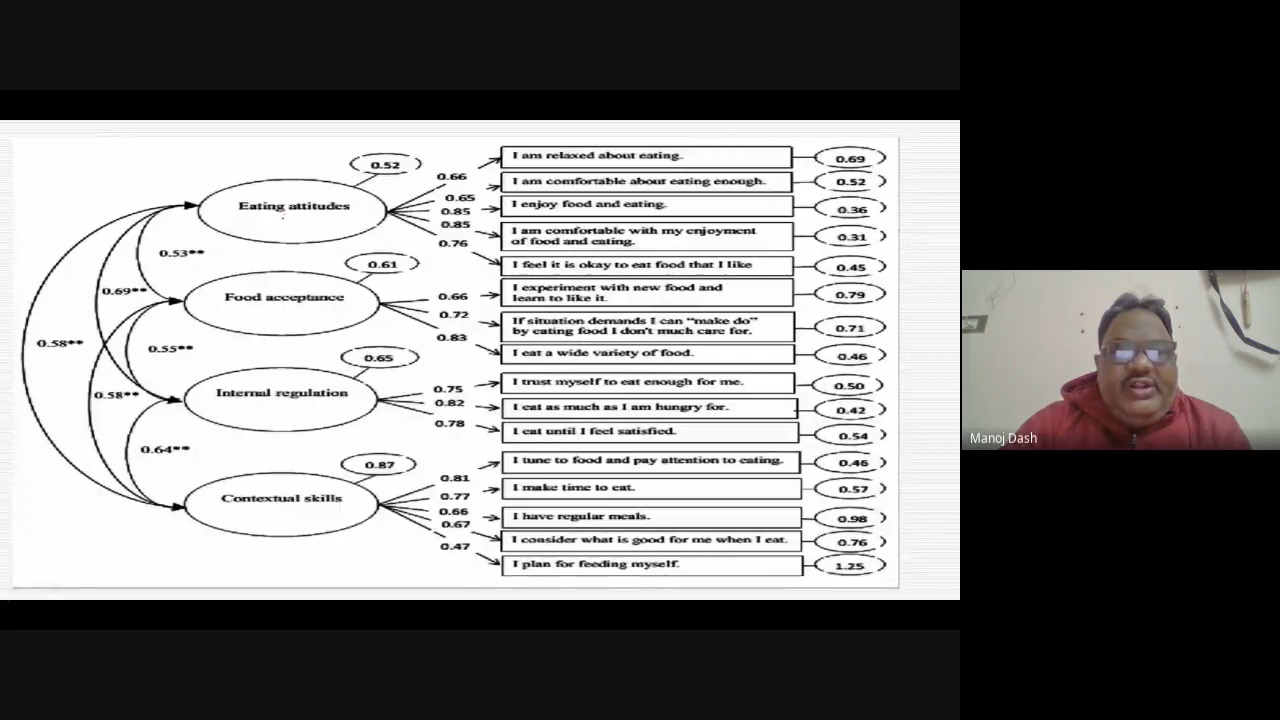 0.52
0.66
I am relaxed about eating.
0.69
Eating attitudes
0.65
I am comfortable about eating enough.
0.52
0.85
I enjoy food and eating.
0.36
0.85
I am comfortable with my enjoyment
of food and eating.
0.31
0.76
I feel it is okay to eat food that I like
0.45
0.53**
0.61
0.69**
Food acceptance
0.66
I experiment with new food and
learn to like it.
0.79
0.72
If situation demands I can “make do”
by eating food I don't much care for.
0.71
0.83
I eat a wide variety of food.
0.46
0.58**
0.55**
0.65
Internal regulation
0.75
I trust myself to eat enough for me.
0.50
0.82
I eat as much as I am hungry for.
0.42
0.78
I eat until I feel satisfied.
0.54
0.58**
0.64**
0.87
Contextual skills
0.81
I tune to food and pay attention to eating.
0.46
0.77
I make time to eat.
0.57
0.66
I have regular meals.
0.98
0.67
I consider what is good for me when I eat.
0.76
0.47
I plan for feeding myself.
1.25
Manoj Dash